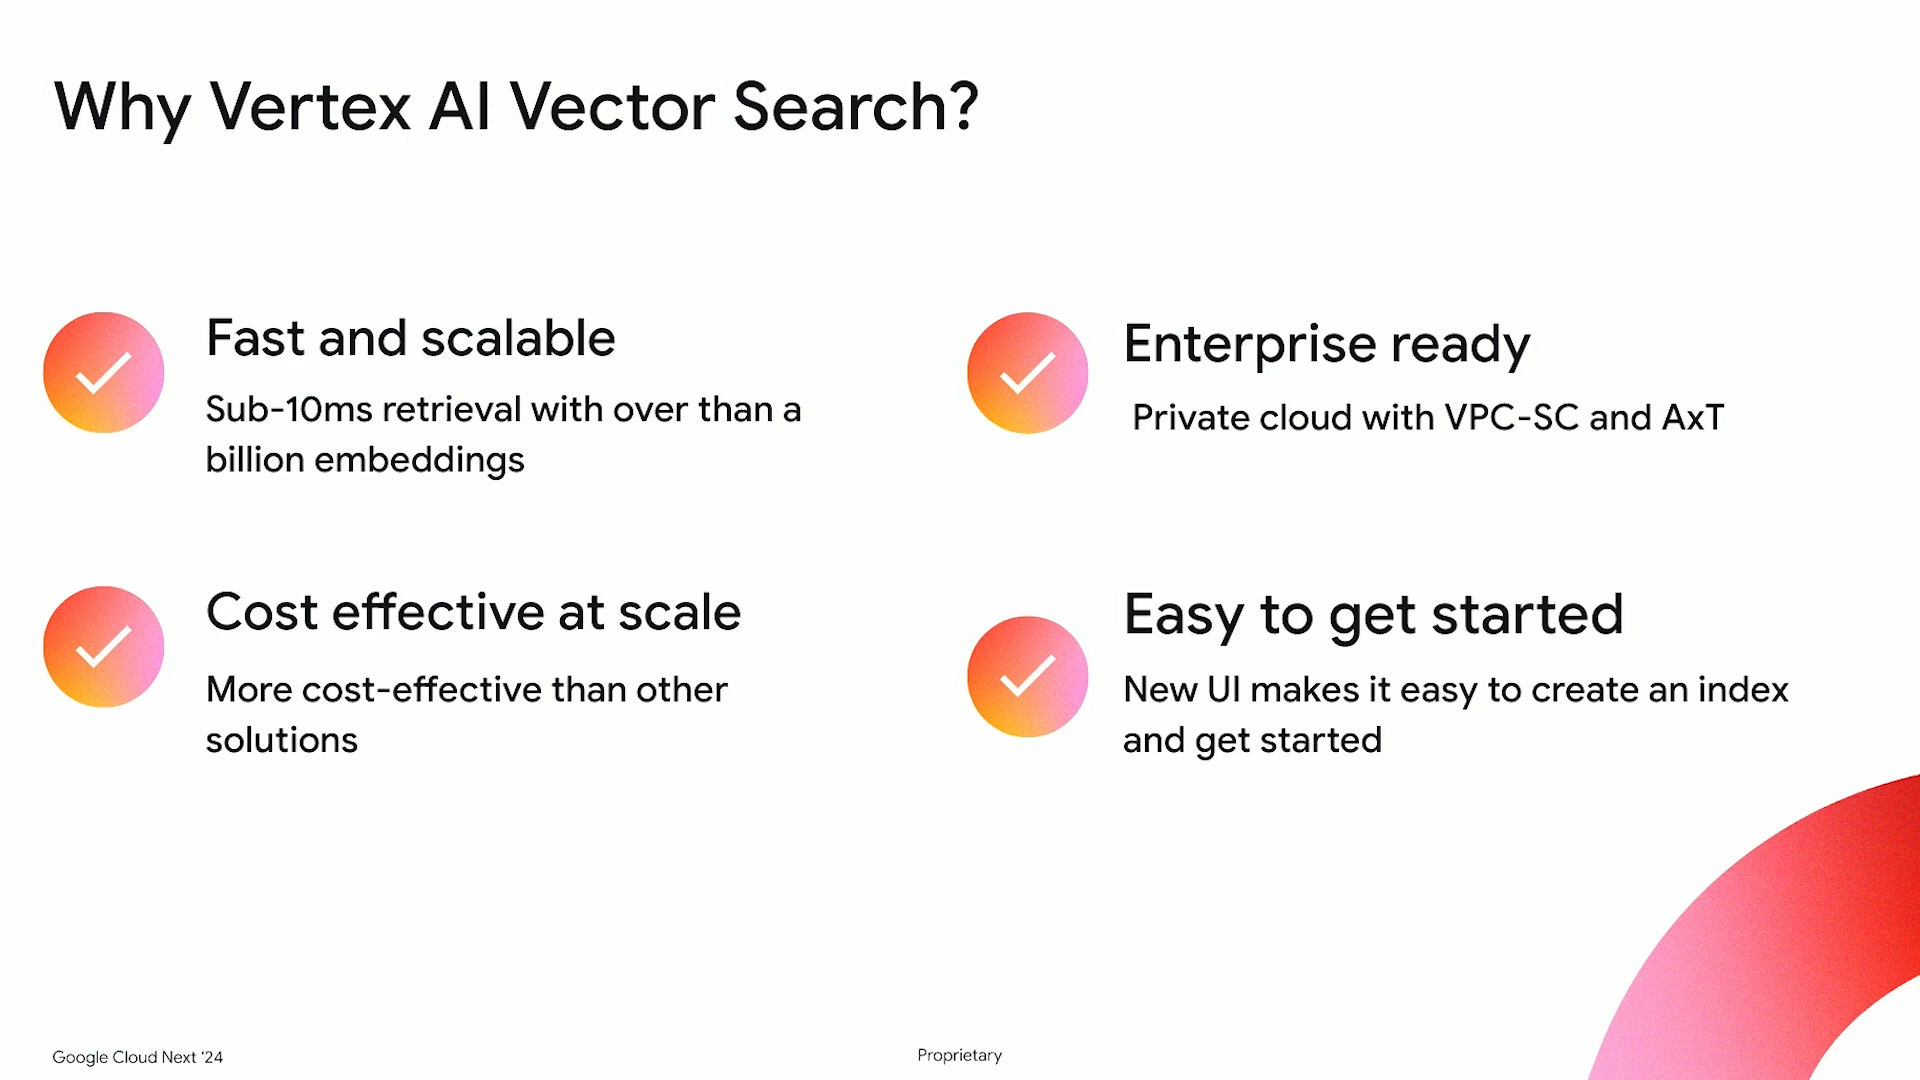 Why Vertex AI Vector Search?
Fast and scalable
Sub-10ms retrieval with over than a
billion embeddings
Enterprise ready
Private cloud with VPC-SC and AxT
Cost effective at scale
More cost-effective than other
solutions
Easy to get started
New UI makes it easy to create an index
and get started
Google Cloud Next ‘24
Proprietary